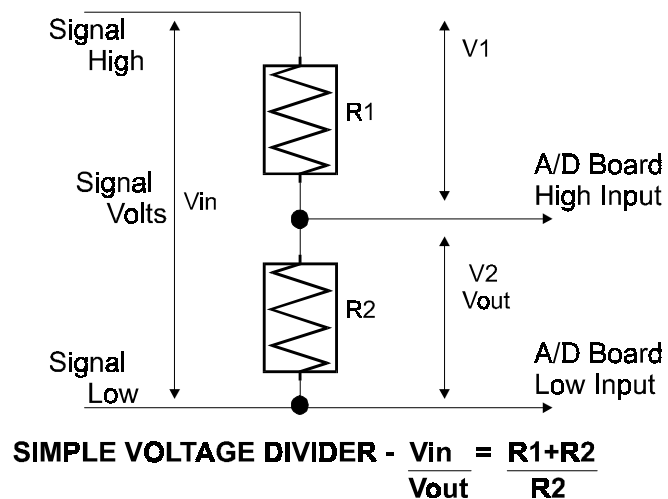 Signal
High
V1
R1
A/D Board
High Input
Signal
Volts
Vin
V2
Vout
R2
Signal
Low
A/D Board
Low Input
SIMPLE VOLTAGE DIVIDER - Vin = R1+R2
Vout R2